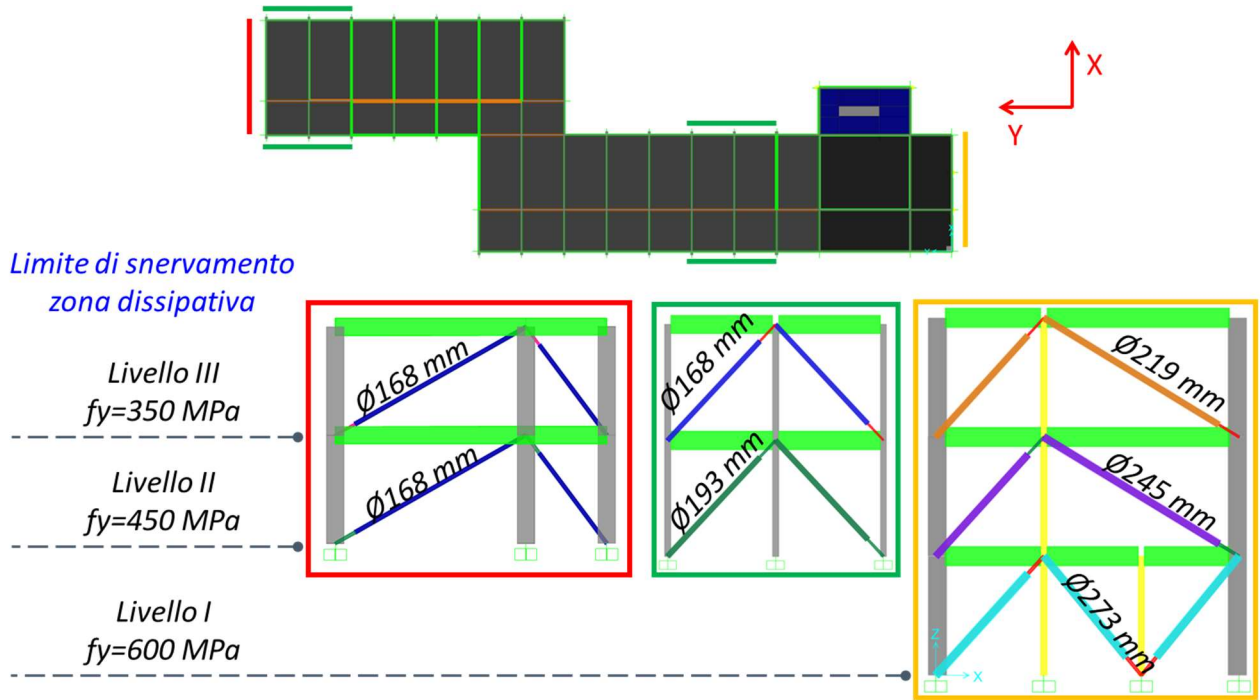 X
Y
Limite di snervamento
zona dissipativa
Livello III
fy=350 MPa
Livello II
fy=450 MPa
Livello I
fy=600 MPa
Ø168 mm
Ø168 mm
Ø168 mm
Ø193 mm
Ø219 mm
Ø245 mm
Ø273 mm
Z
X